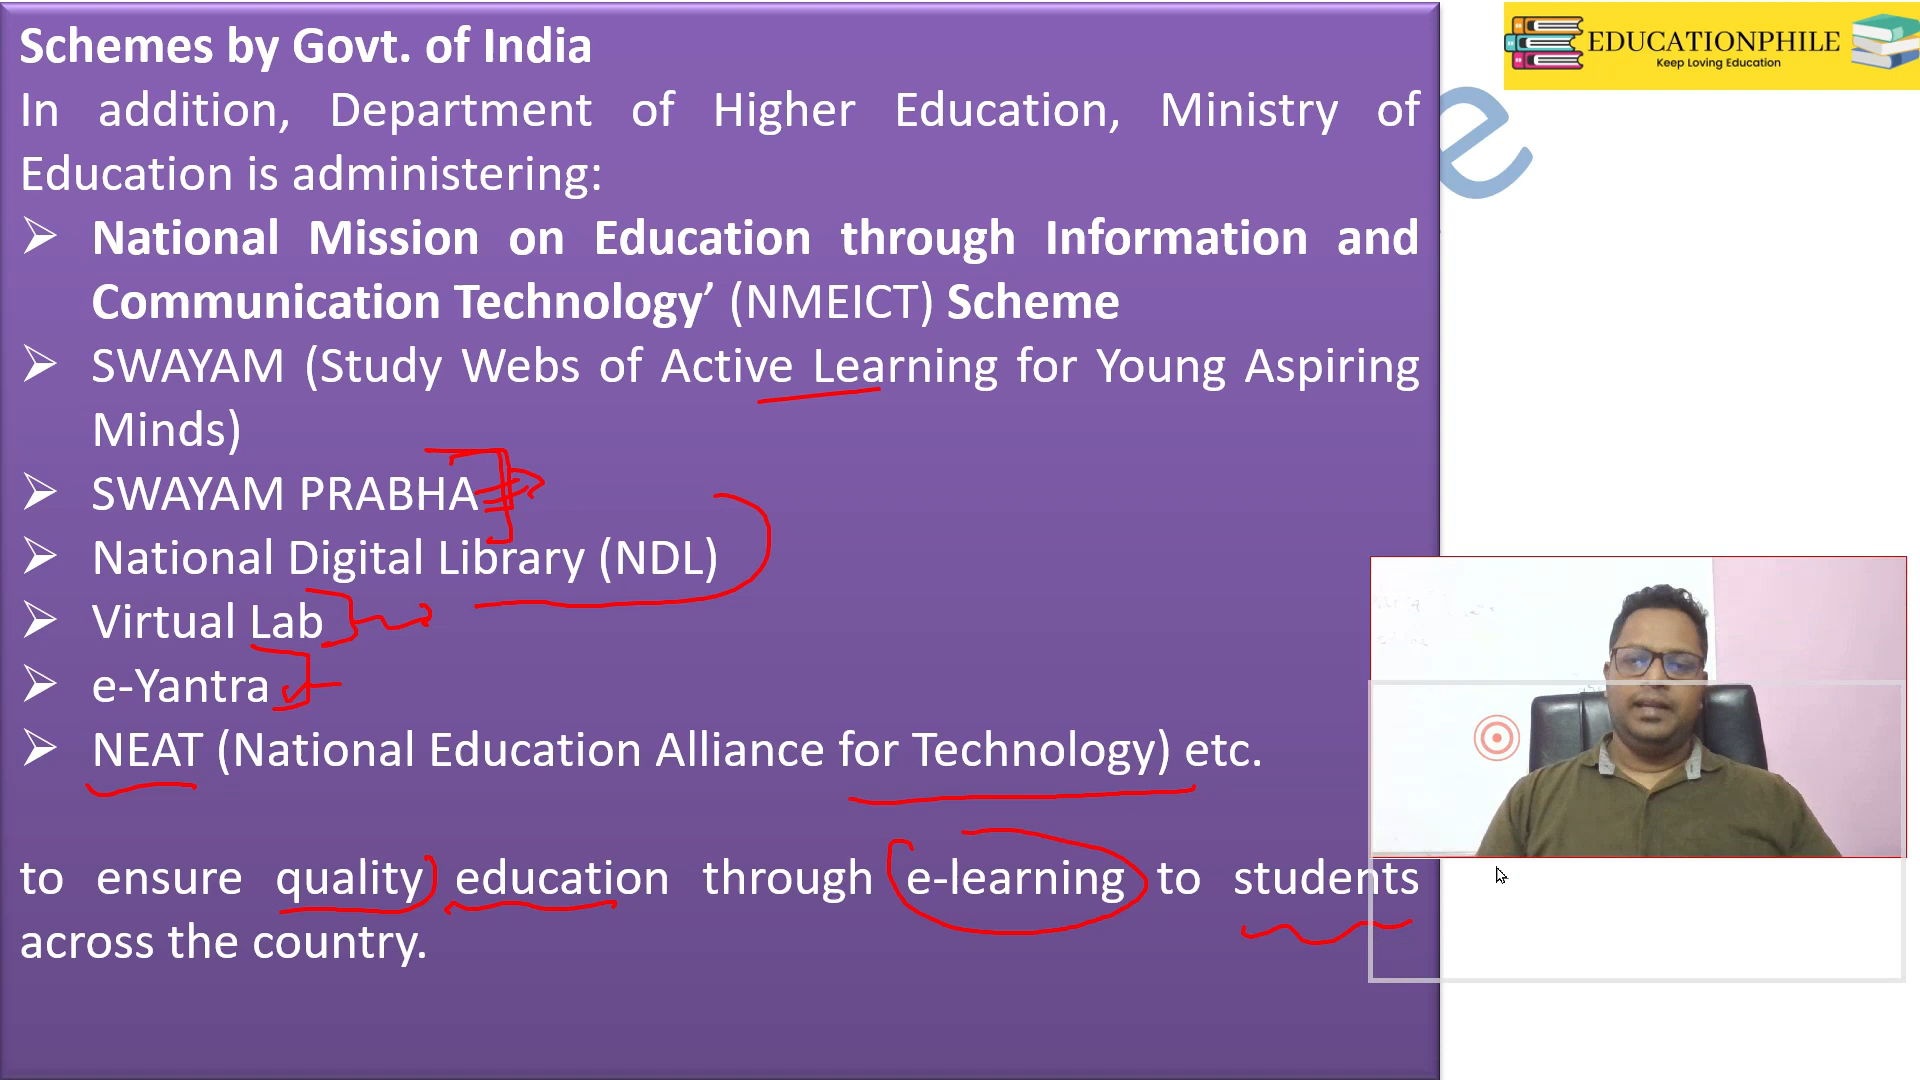 Schemes by Govt. of India
In addition, Department of Higher Education, Ministry of
Education is administering:
➢ National Mission on Education through Information and
Communication Technology’ (NMEICT) Scheme
➢ SWAYAM (Study Webs of Active Learning for Young Aspiring
Minds)
➢ SWAYAM PRABHA
➢ National Digital Library (NDL)
➢ Virtual Lab
➢ e-Yantra
➢ NEAT (National Education Alliance for Technology) etc.
to ensure quality education through e-learning to students
across the country.
EDUCATIONPHILE
Keep Loving Education
e